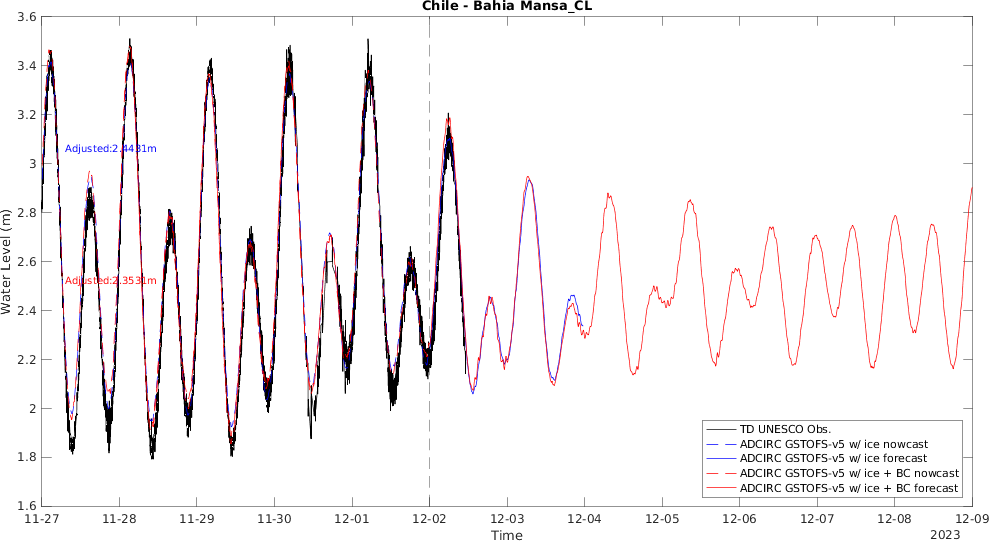 Chile - Bahia Mansa_CL
3.6
3.4
3.2
3
2.8
2.6
2.4
2.2
2
1.8
1.6
Water Level (m)
Adjusted:2.4431m
Adjusted:2.3531m
TD UNESCO Obs.
ADCIRC GSTOFS-v5 w/ ice nowcast
ADCIRC GSTOFS-v5 w/ ice forecast
ADCIRC GSTOFS-v5 w/ ice + BC nowcast
ADCIRC GSTOFS-v5 w/ ice + BC forecast
11-27 11-28 11-29 11-30 12-01 12-02 12-03 12-04 12-05 12-06 12-07 12-08 12-09
Time
2023